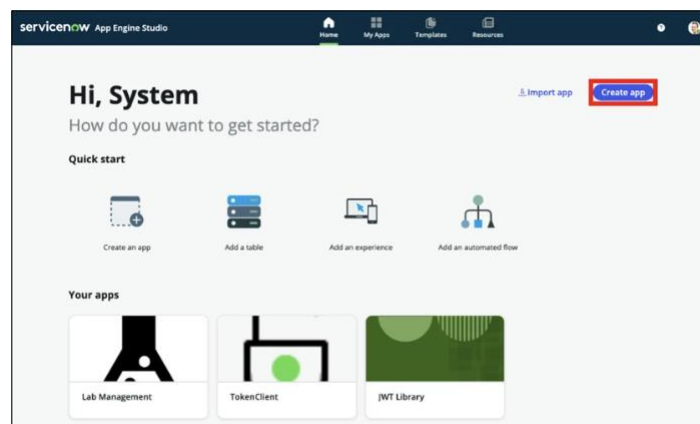 servicenow App Engine Studio
Home
My Apps
Templates
Resources
Hi, System
Import app
Create app
How do you want to get started?
Quick start
Create an app
Add a table
Add an experience
Add an automated flow
Your apps
Lab Management
TokenClient
JWT Library